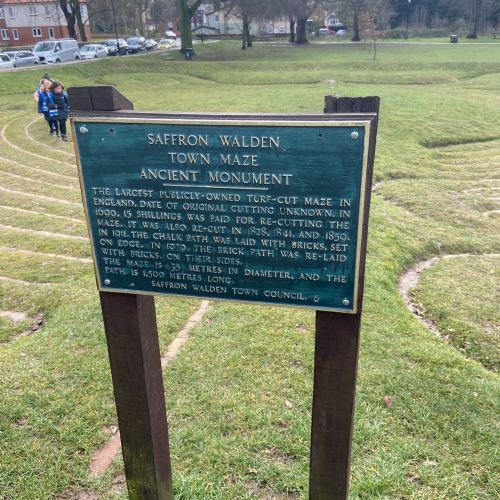 SAFFRON WALDEN
TOWN MAZE
ANCIENT MONUMENT
THE LARGEST PUBLICLY-OWNED TURF-CUT MAZE IN
ENGLAND. DATE OF ORIGINAL CUTTING UNKNOWN. IN
1699, 15 SHILLINGS WAS PAID FOR RE-CUTTING THE
MAZE. IT WAS ALSO RE-CUT IN 1828, 1841, AND 1859.
IN 1911, THE CHALK PATH WAS LAID WITH BRICKS, SET
ON EDGE. IN 1979, THE BRICK PATH WAS RE-LAID
WITH BRICKS, ON THEIR SIDES.
THE MAZE IS 35 METRES IN DIAMETER, AND THE
PATH IS 1,500 METRES LONG.
SAFFRON WALDEN TOWN COUNCIL.